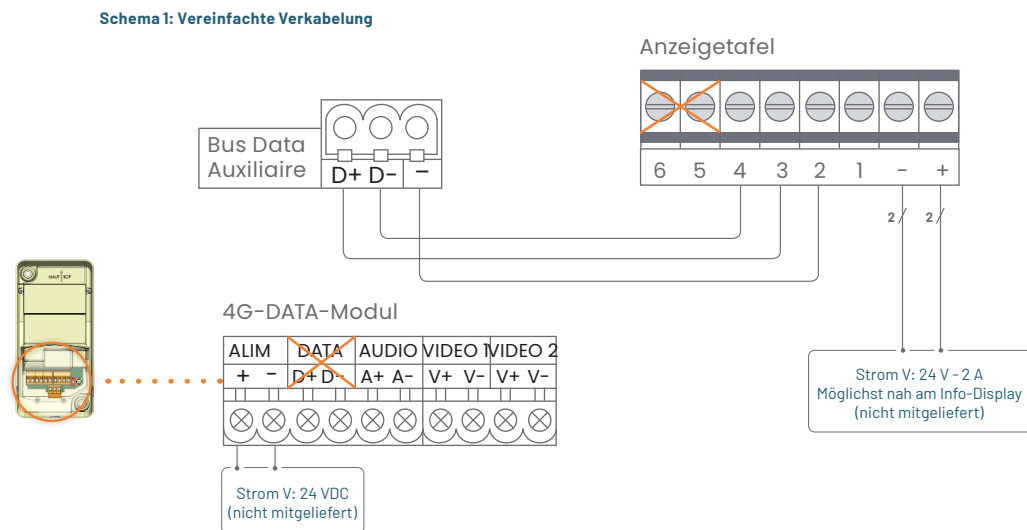 Schema 1: Vereinfachte Verkabelung
Anzeigetafel
Bus Data
Auxiliaire
D+ D- -
6 5 4 3 2 1 - +
2 2
HAUT TOP
4G-DATA-Modul
ALIM DATA AUDIO VIDEO 1 VIDEO 2
+ - D+ D- A+ A- V+ V- V+ V-
Strom V: 24 V - 2 A
Möglichst nah am Info-Display
(nicht mitgeliefert)
Strom V: 24 VDC
(nicht mitgeliefert)